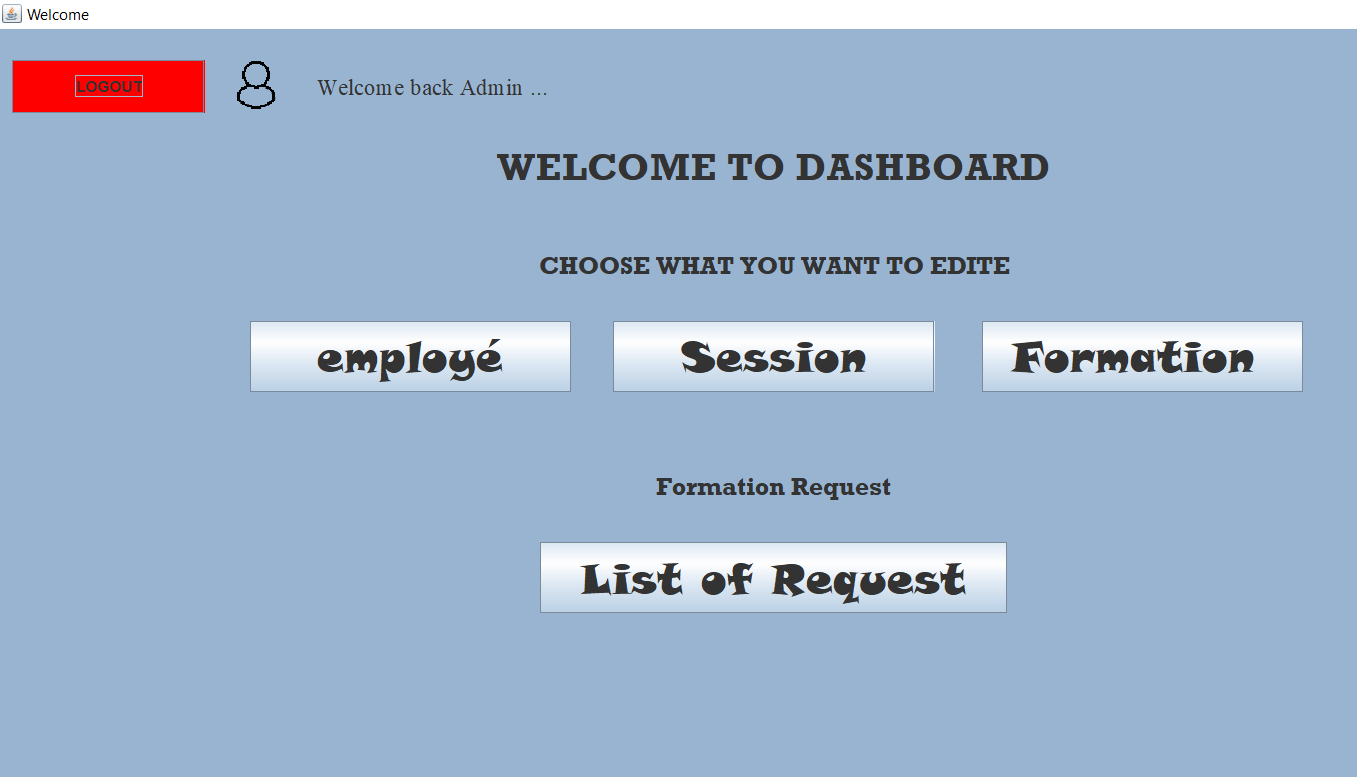 Welcome
LOGOUT
Welcome back Admin ...
WELCOME TO DASHBOARD
CHOOSE WHAT YOU WANT TO EDITE
employé
Session
Formation
Formation Request
List of Request